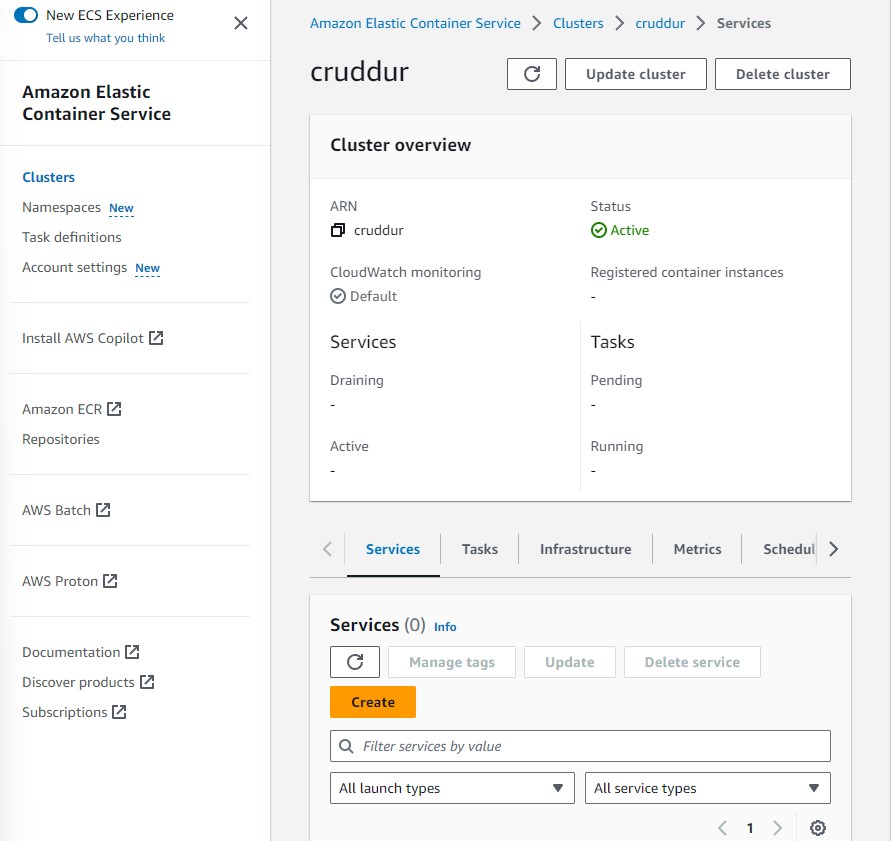 New ECS Experience
Tell us what you think
Amazon Elastic
Container Service
Clusters
Namespaces New
Task definitions
Account settings New
Install AWS Copilot
Amazon ECR
Repositories
AWS Batch
AWS Proton
Documentation
Discover products
Subscriptions
Amazon Elastic Container Service > Clusters > cruddur > Services
cruddur
Update cluster
Delete cluster
Cluster overview
ARN
cruddur
Status
Active
CloudWatch monitoring
Default
Registered container instances
-
Services
Draining
-
Active
-
Tasks
Pending
-
Running
-
Services Tasks Infrastructure Metrics Schedul
Services (0) Info
Manage tags Update Delete service
Create
Filter services by value
All launch types All service types
1